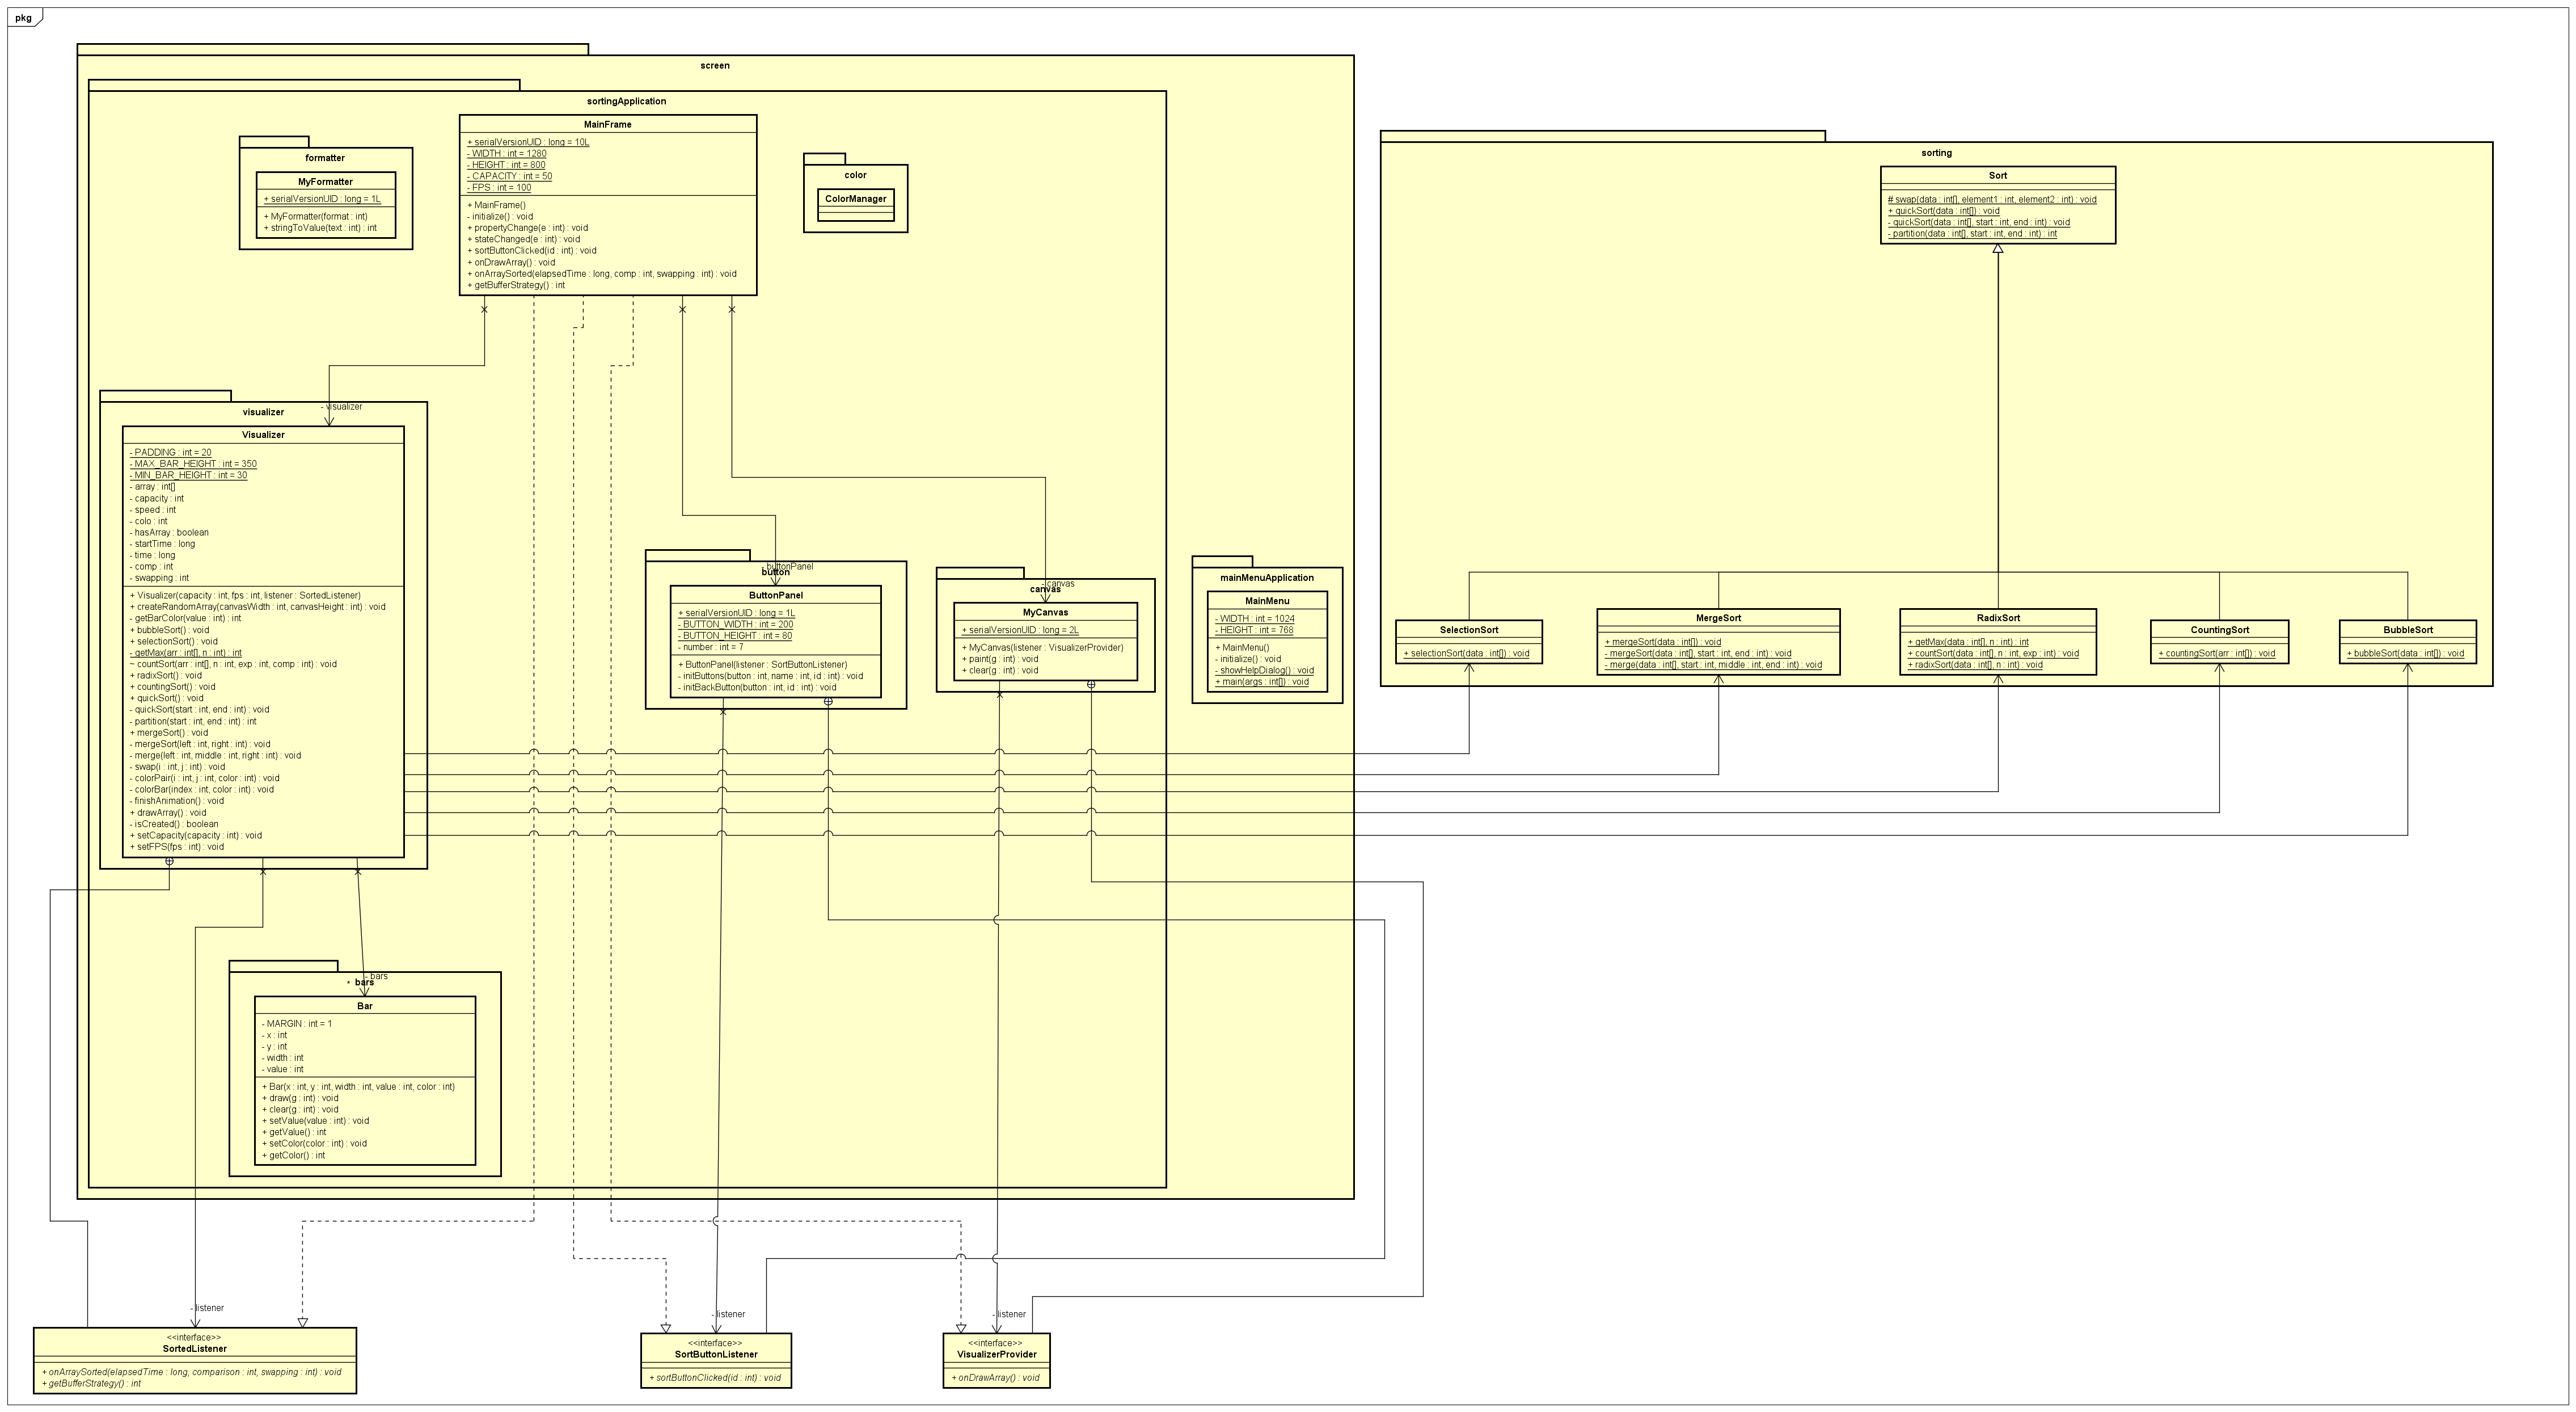 pkg
screen
sortingApplication
MainFrame
+ serialVersionUID : long = 10L
- WIDTH : int = 1280
- HEIGHT : int = 800
- CAPACITY : int = 50
- FPS : int = 100
+ MainFrame()
- initialize() : void
+ propertyChange(e : int) : void
+ stateChanged(e : int) : void
+ sortButtonClicked(id : int) : void
+ onDrawArray() : void
+ onArraySorted(elapsedTime : long, comp : int, swapping : int) : void
+ getBufferStrategy() : int
formatter
MyFormatter
+ serialVersionUID : long = 1L
+ MyFormatter(format : int)
+ stringToValue(text : int) : int
color
ColorManager
sorting
Sort
# swap(data : int[], element1 : int, element2 : int) : void
+ quickSort(data : int[]) : void
- quickSort(data : int[], start : int, end : int) : void
- partition(data : int[], start : int, end : int) : int
- visualizer
visualizer
Visualizer
- PADDING : int = 20
- MAX_BAR_HEIGHT : int = 350
- MIN_BAR_HEIGHT : int = 30
- array : int[]
- capacity : int
- speed : int
- colo : int
- hasArray : boolean
- startTime : long
- time : long
- comp : int
- swapping : int
+ Visualizer(capacity : int, fps : int, listener : SortedListener)
+ createRandomArray(canvasWidth : int, canvasHeight : int) : void
- getBarColor(value : int) : int
+ bubbleSort() : void
+ selectionSort() : void
- getMax(arr : int[], n : int) : int
~ countSort(arr : int[], n : int, exp : int, comp : int) : void
+ radixSort() : void
+ countingSort() : void
+ quickSort() : void
- quickSort(start : int, end : int) : void
- partition(start : int, end : int) : int
+ mergeSort() : void
- mergeSort(left : int, right : int) : void
- merge(left : int, middle : int, right : int) : void
- swap(i : int, j : int) : void
- colorPair(i : int, j : int, color : int) : void
- colorBar(index : int, color : int) : void
- finishAnimation() : void
+ drawArray() : void
- isCreated() : boolean
+ setCapacity(capacity : int) : void
+ setFPS(fps : int) : void
- buttonPanel
button
ButtonPanel
+ serialVersionUID : long = 1L
- BUTTON_WIDTH : int = 200
- BUTTON_HEIGHT : int = 80
- number : int = 7
+ ButtonPanel(listener : SortButtonListener)
- initButtons(button : int, name : int, id : int) : void
- initBackButton(button : int, id : int) : void
- canvas
canvas
MyCanvas
+ serialVersionUID : long = 2L
+ MyCanvas(listener : VisualizerProvider)
+ paint(g : int) : void
+ clear(g : int) : void
mainMenuApplication
MainMenu
- WIDTH : int = 1024
- HEIGHT : int = 768
+ MainMenu()
- initialize() : void
- showHelpDialog() : void
+ main(args : int[]) : void
SelectionSort
+ selectionSort(data : int[]) : void
MergeSort
+ mergeSort(data : int[]) : void
- mergeSort(data : int[], start : int, end : int) : void
- merge(data : int[], start : int, middle : int, end : int) : void
RadixSort
+ getMax(data : int[], n : int) : int
+ countSort(data : int[], n : int, exp : int) : void
+ radixSort(data : int[], n : int) : void
CountingSort
+ countingSort(arr : int[]) : void
BubbleSort
+ bubbleSort(data : int[]) : void
- bars
* bars
Bar
- MARGIN : int = 1
- x : int
- y : int
- width : int
- value : int
+ Bar(x : int, y : int, width : int, value : int, color : int)
+ draw(g : int) : void
+ clear(g : int) : void
+ setValue(value : int) : void
+ getValue() : int
+ setColor(color : int) : void
+ getColor() : int
- listener
<<interface>>
SortedListener
+ onArraySorted(elapsedTime : long, comparison : int, swapping : int) : void
+ getBufferStrategy() : int
- listener
<<interface>>
SortButtonListener
+ sortButtonClicked(id : int) : void
- listener
<<interface>>
VisualizerProvider
+ onDrawArray() : void